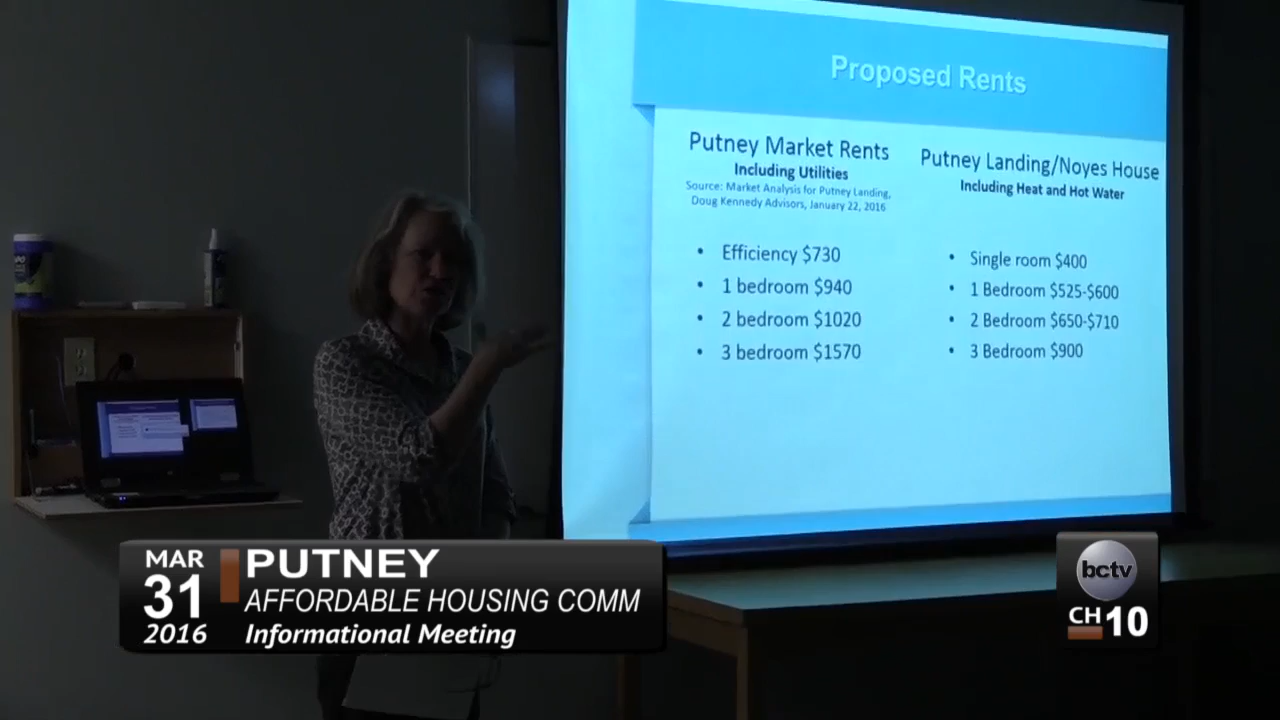 Proposed Rents
Putney Market Rents
Including Utilities
Source: Market Analysis for Putney Landing,
Doug Kennedy Advisors, January 22, 2016
• Efficiency $730
• 1 bedroom $940
• 2 bedroom $1020
• 3 bedroom $1570
Putney Landing/Noyes House
Including Heat and Hot Water
• Single room $400
• 1 Bedroom $525-$600
• 2 Bedroom $650-$710
• 3 Bedroom $900
MAR
31
2016
PUTNEY
AFFORDABLE HOUSING COMM
Informational Meeting
bctv
CH 10